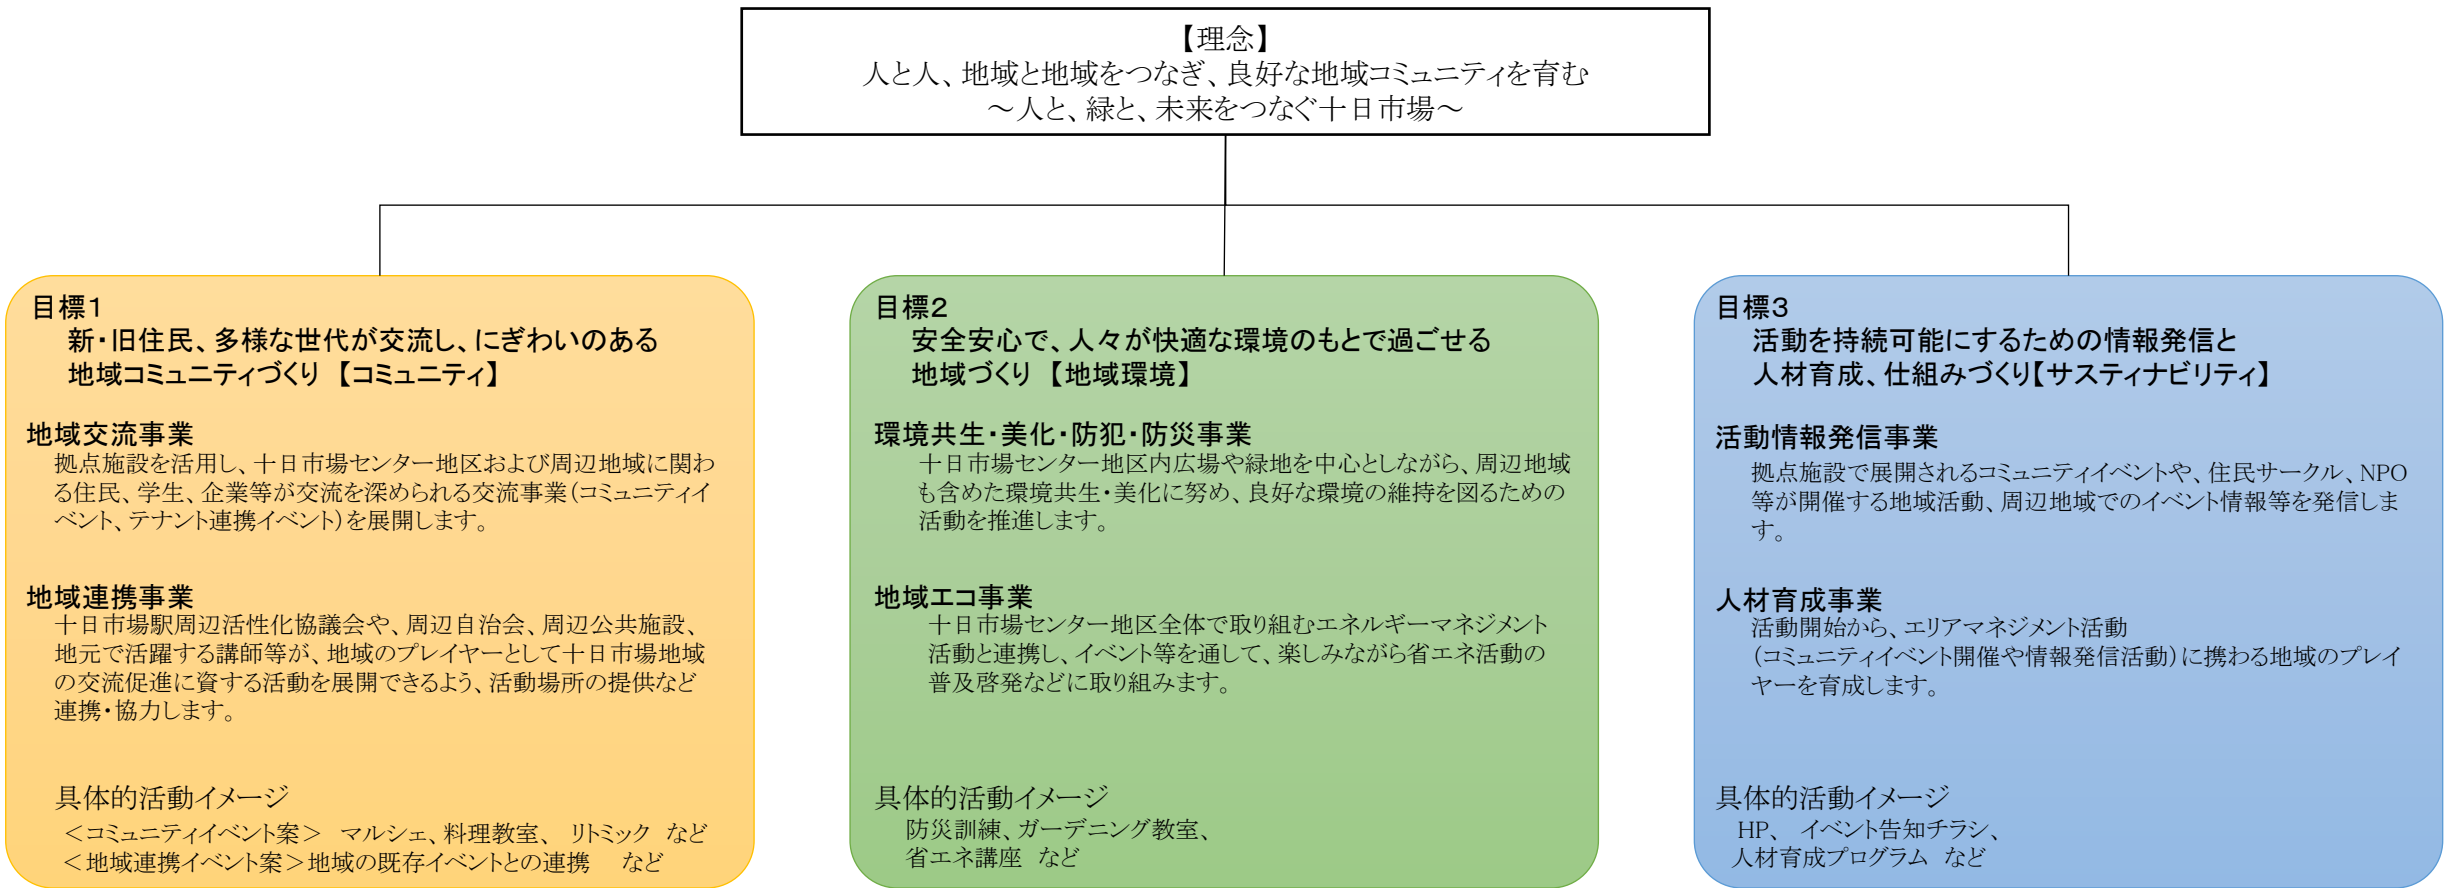 【理念】
人と人、地域と地域をつなぎ、良好な地域コミュニティを育む
～人と、緑と、未来をつなぐ十日市場～
目標1
新・旧住民、多様な世代が交流し、にぎわいのある
地域コミュニティづくり 【コミュニティ】
地域交流事業
拠点施設を活用し、十日市場センター地区および周辺地域に関わ
る住民、学生、企業等が交流を深められる交流事業(コミュニティイ
ベント、テナント連携イベント)を展開します。
地域連携事業
十日市場駅周辺活性化協議会や、周辺自治会、周辺公共施設、
地元で活躍する講師等が、地域のプレイヤーとして十日市場地域
の交流促進に資する活動を展開できるよう、活動場所の提供など
連携・協力します。
具体的活動イメージ
＜コミュニティイベント案＞ マルシェ、料理教室、 リトミック など
＜地域連携イベント案＞地域の既存イベントとの連携 など
目標2
安全安心で、人々が快適な環境のもとで過ごせる
地域づくり 【地域環境】
環境共生・美化・防犯・防災事業
十日市場センター地区内広場や緑地を中心としながら、周辺地域
も含めた環境共生・美化に努め、良好な環境の維持を図るための
活動を推進します。
地域エコ事業
十日市場センター地区全体で取り組むエネルギーマネジメント
活動と連携し、イベント等を通して、楽しみながら省エネ活動の
普及啓発などに取り組みます。
具体的活動イメージ
防災訓練、ガーデニング教室、
省エネ講座 など
目標3
活動を持続可能にするための情報発信と
人材育成、仕組みづくり【サスティナビリティ】
活動情報発信事業
拠点施設で展開されるコミュニティイベントや、住民サークル、NPO
等が開催する地域活動、周辺地域でのイベント情報等を発信しま
す。
人材育成事業
活動開始から、エリアマネジメント活動
(コミュニティイベント開催や情報発信活動)に携わる地域のプレイ
ヤーを育成します。
具体的活動イメージ
HP、 イベント告知チラシ、
人材育成プログラム など